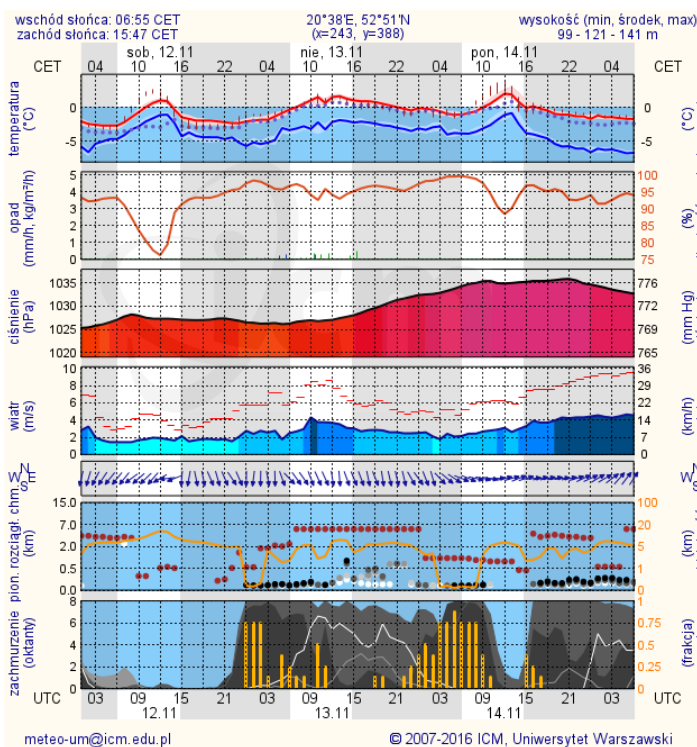 wschód słońca: 06:55 CET 20°38'E, 52°51'N wysokość (min, środek, max)
zachód słońca: 15:47 CET (x=243, y=388) 99 - 121 - 141 m
sob, 12.11 nie, 13.11 pon, 14.11
CET 04 10 16 22 04 10 16 22 04 10 16 22 04 CET
temperatura
(°C)
0
-5
0
-5
(°C)
opad
(mm/h, kg/m²/h)
5
4
3
2
1
0
100
95
90
85
80
75
(%)
ciśnienie
(hPa)
1035
1030
1025
1020
776
772
769
765
(mm Hg)
wiatr
(m/s)
10
8
6
4
2
0
36
29
22
14
7
0
(km/h)
N
W E
S
N
W
S
pion. rozciągł. chm
(km)
15.0
7.0
2.0
0.5
0.0
100
20
5
1
0
zachmurzenie
(oktanty)
8
6
4
2
0
1
0.75
0.5
0.25
0
(frakcja)
UTC 03 09 15 21 03 09 15 21 03 09 15 21 03 UTC
12.11 13.11 14.11
meteo-um@icm.edu.pl © 2007-2016 ICM, Uniwersytet Warszawski